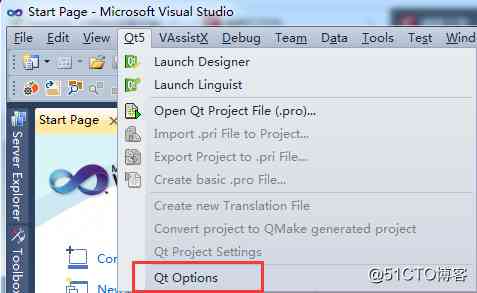 Start Page - Microsoft Visual Studio
File Edit View Qt5 VAssistX Debug Team Data Tools Test Wind
Launch Designer
Launch Linguist
Open Qt Project File (.pro)...
Import .pri File to Project...
Export Project to .pri File...
Create basic .pro File...
Create new Translation File
Convert project to QMake generated project
Qt Project Settings
Qt Options
Start Page
Server Explorer
Toolbox
@51CTO博客